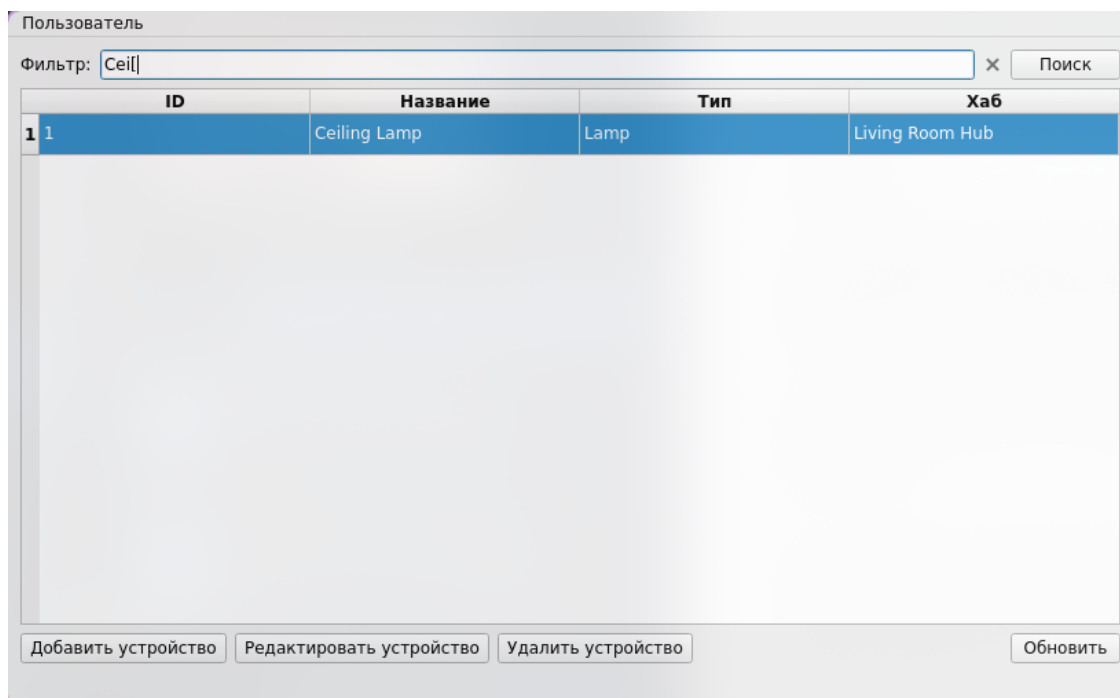 Пользователь
Фильтр: Cei[ Поиск
ID Название Тип Хаб
1 1 Ceiling Lamp Lamp Living Room Hub
Добавить устройство Редактировать устройство Удалить устройство Обновить